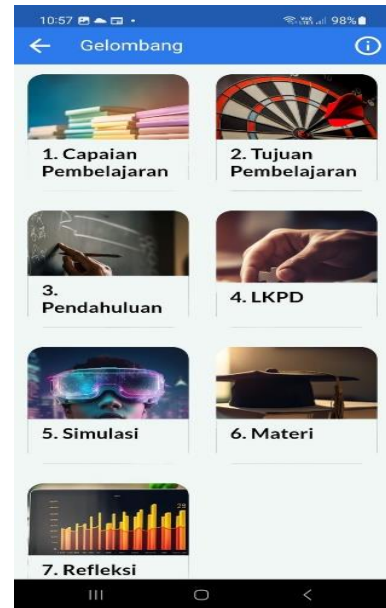 10:57 98%
Gelombang
1. Capaian
Pembelajaran
2. Tujuan
Pembelajaran
3.
Pendahuluan
4. LKPD
5. Simulasi
6. Materi
7. Refleksi